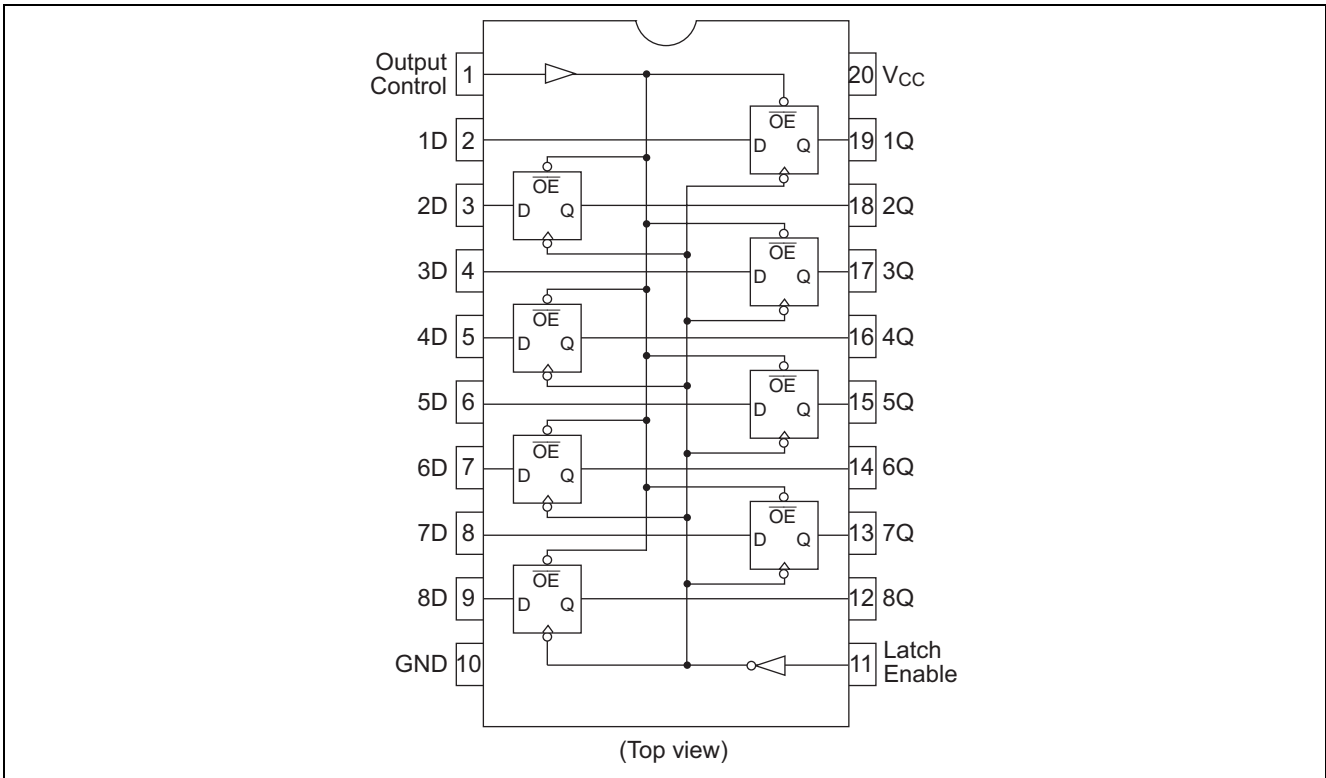 Output
Control 1
20 VCC
OE
1D 2
D Q
19 1Q
OE
2D 3
D Q
18 2Q
OE
3D 4
D Q
17 3Q
OE
4D 5
D Q
16 4Q
OE
5D 6
D Q
15 5Q
OE
6D 7
D Q
14 6Q
OE
7D 8
D Q
13 7Q
OE
8D 9
D Q
12 8Q
GND 10
11 Latch
Enable
(Top view)